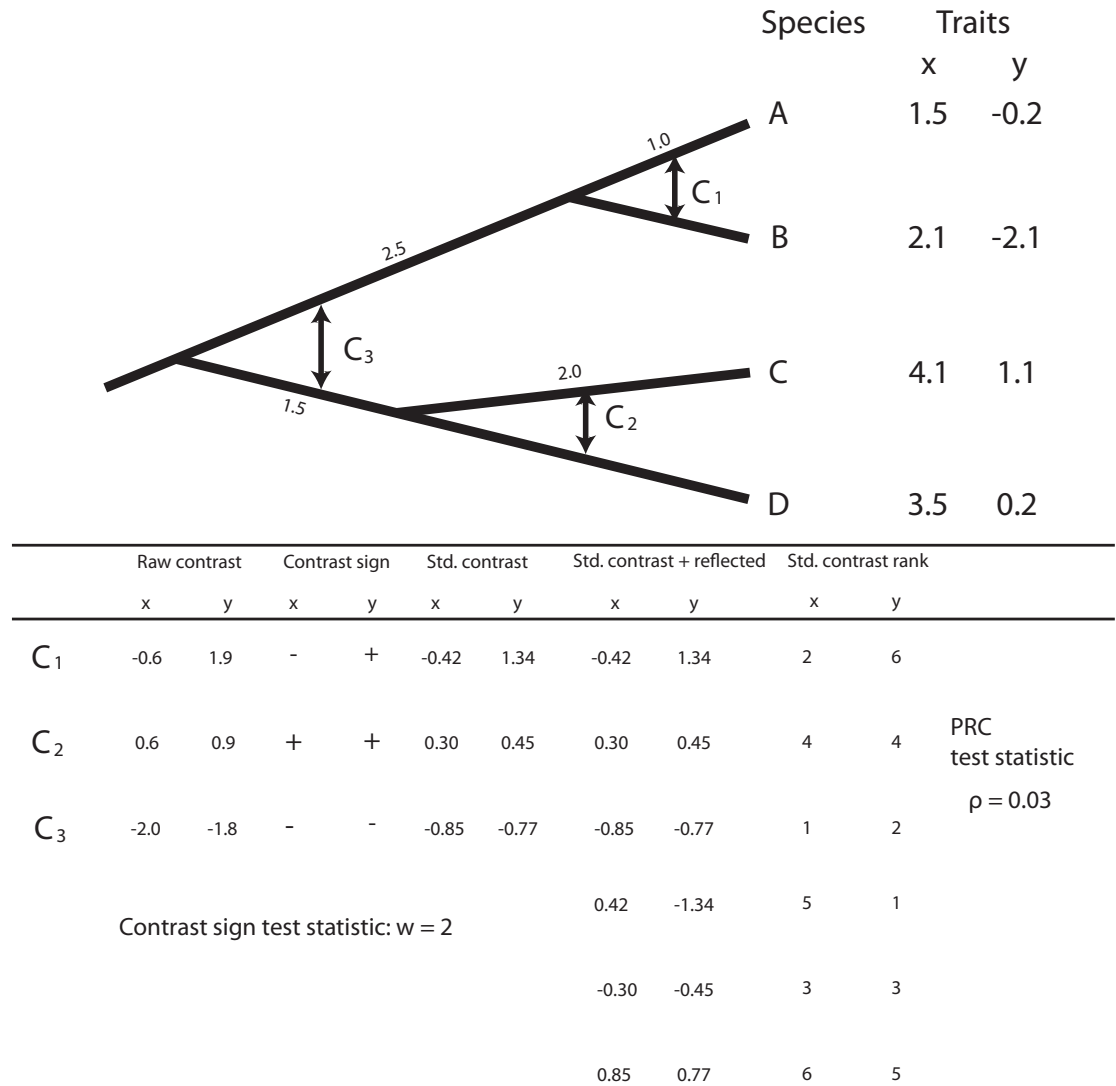 Species Traits
x y
A 1.5 -0.2
1.0
C1
B 2.1 -2.1
2.5
C3
2.0
C 4.1 1.1
1.5
C2
D 3.5 0.2
Raw contrast Contrast sign Std. contrast Std. contrast + reflected Std. contrast rank
x y x y x y x y x y
C1 -0.6 1.9 - + -0.42 1.34 -0.42 1.34 2 6
C2 0.6 0.9 + + 0.30 0.45 0.30 0.45 4 4
PRC
test statistic
ρ = 0.03
C3 -2.0 -1.8 - - -0.85 -0.77 -0.85 -0.77 1 2
0.42 -1.34 5 1
Contrast sign test statistic: w = 2
-0.30 -0.45 3 3
0.85 0.77 6 5